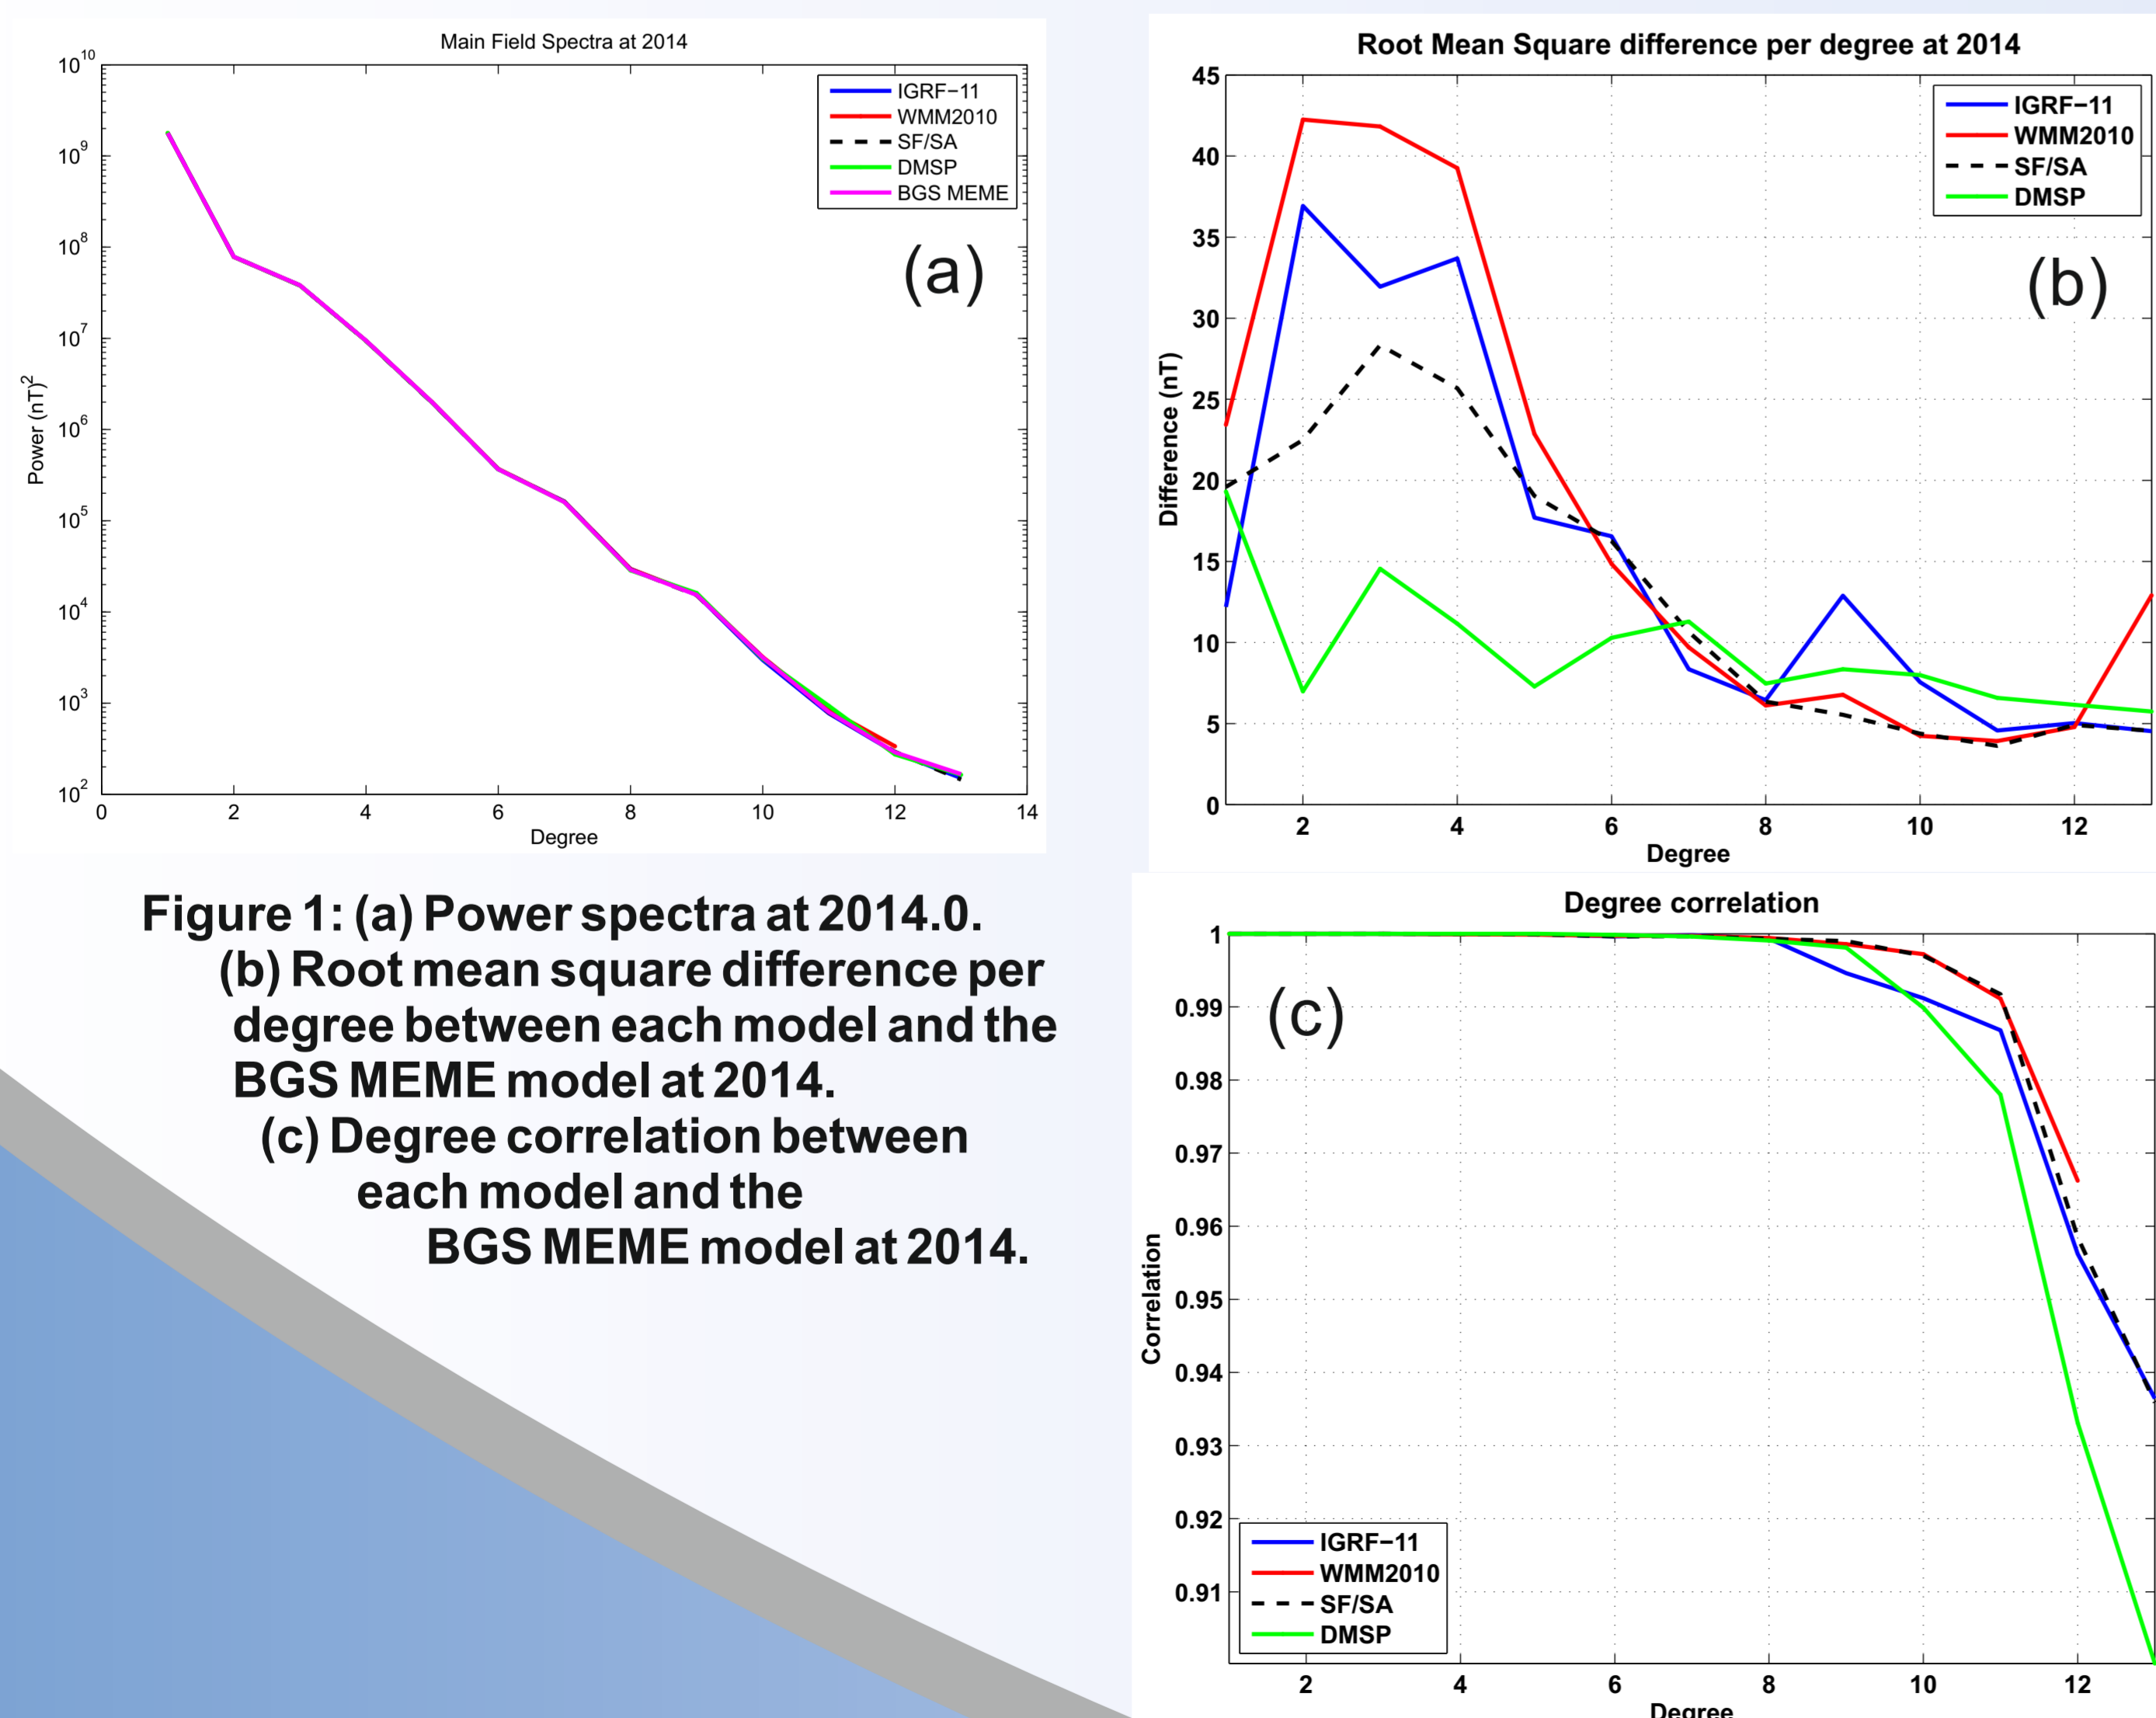 Main Field Spectra at 2014
10^10
10^9
10^8
10^7
10^6
10^5
10^4
10^3
10^2
Power (nT)^2
0 2 4 6 8 10 12 14
Degree
IGRF−11
WMM2010
SF/SA
DMSP
BGS MEME
(a)
Root Mean Square difference per degree at 2014
45
40
35
30
25
20
15
10
5
0
Difference (nT)
2 4 6 8 10 12
Degree
IGRF−11
WMM2010
SF/SA
DMSP
(b)
Figure 1: (a) Power spectra at 2014.0.
(b) Root mean square difference per
degree between each model and the
BGS MEME model at 2014.
(c) Degree correlation between
each model and the
BGS MEME model at 2014.
Degree correlation
1
0.99
0.98
0.97
0.96
0.95
0.94
0.93
0.92
0.91
Correlation
(c)
IGRF−11
WMM2010
SF/SA
DMSP
2 4 6 8 10 12
Degree